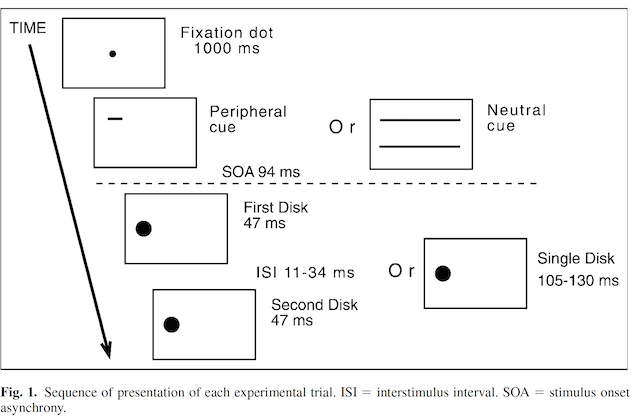 TIME
Fixation dot
1000 ms
Peripheral
cue
Or
Neutral
cue
SOA 94 ms
First Disk
47 ms
ISI 11-34 ms
Or
Single Disk
105-130 ms
Second Disk
47 ms
Fig. 1. Sequence of presentation of each experimental trial. ISI = interstimulus interval. SOA = stimulus onset
asynchrony.